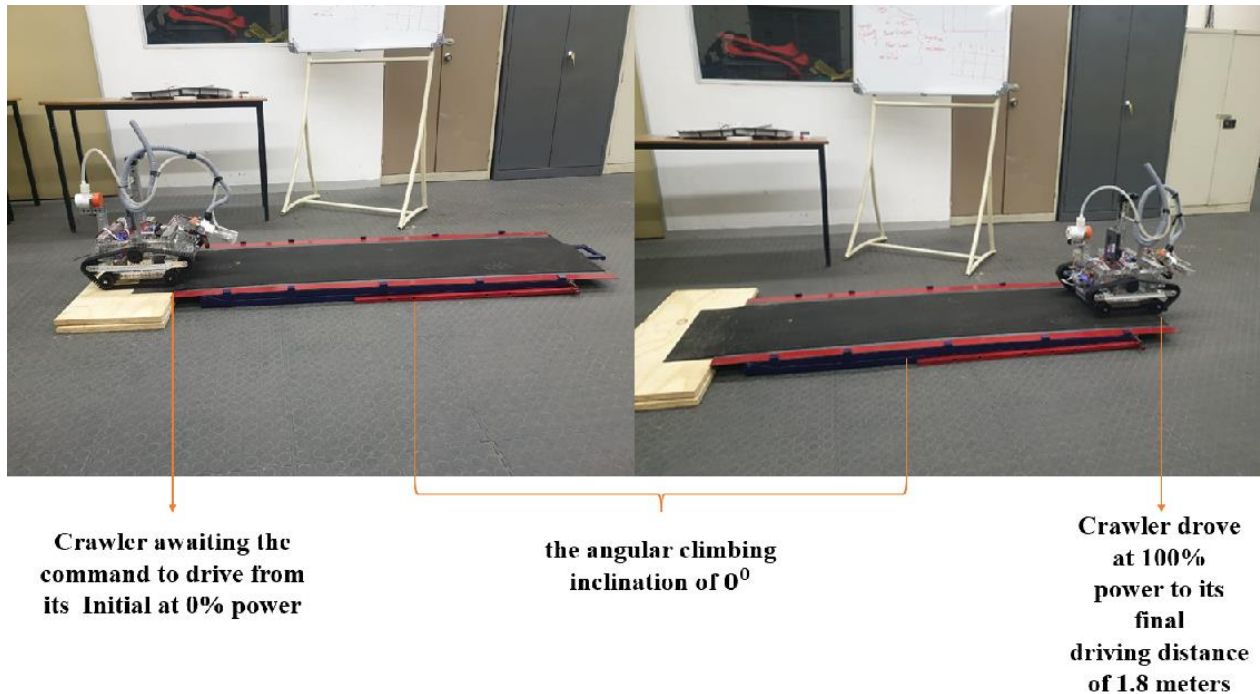 Crawler awaiting the
command to drive from
its Initial at 0% power
the angular climbing
inclination of 0⁰
Crawler drove
at 100%
power to its
final
driving distance
of 1.8 meters